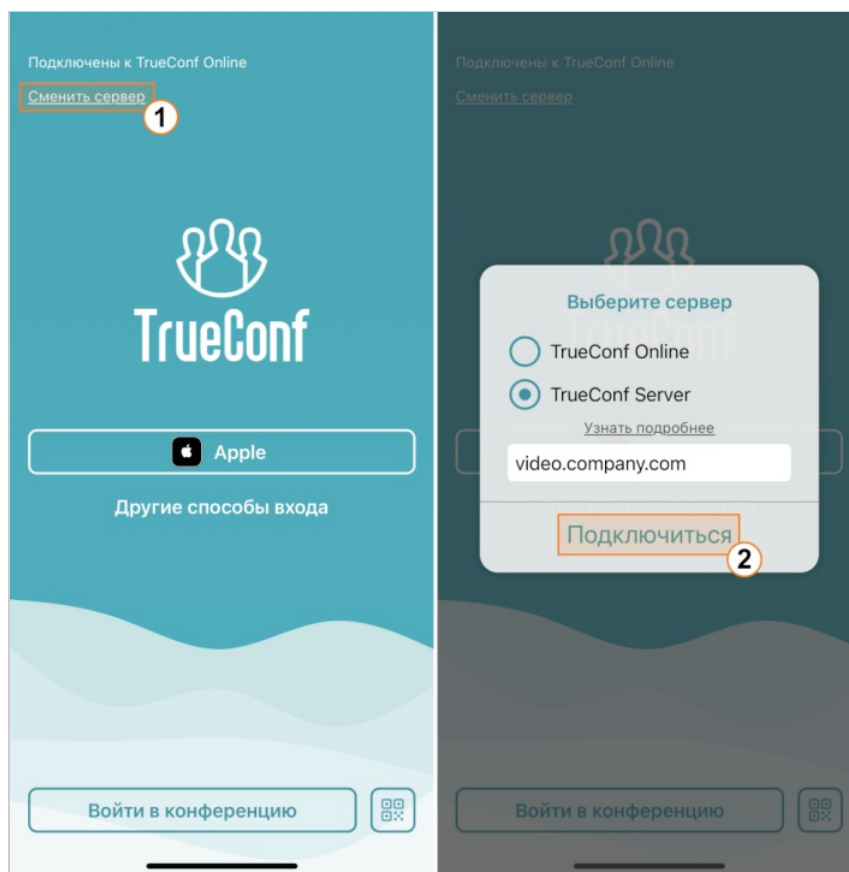 Подключены к TrueConf Online
Сменить сервер
1
TrueConf
Apple
Другие способы входа
Войти в конференцию
Подключены к TrueConf Online
Сменить сервер
Выберите сервер
TrueConf Online
TrueConf Server
Узнать подробнее
video.company.com
Подключиться
2
Войти в конференцию